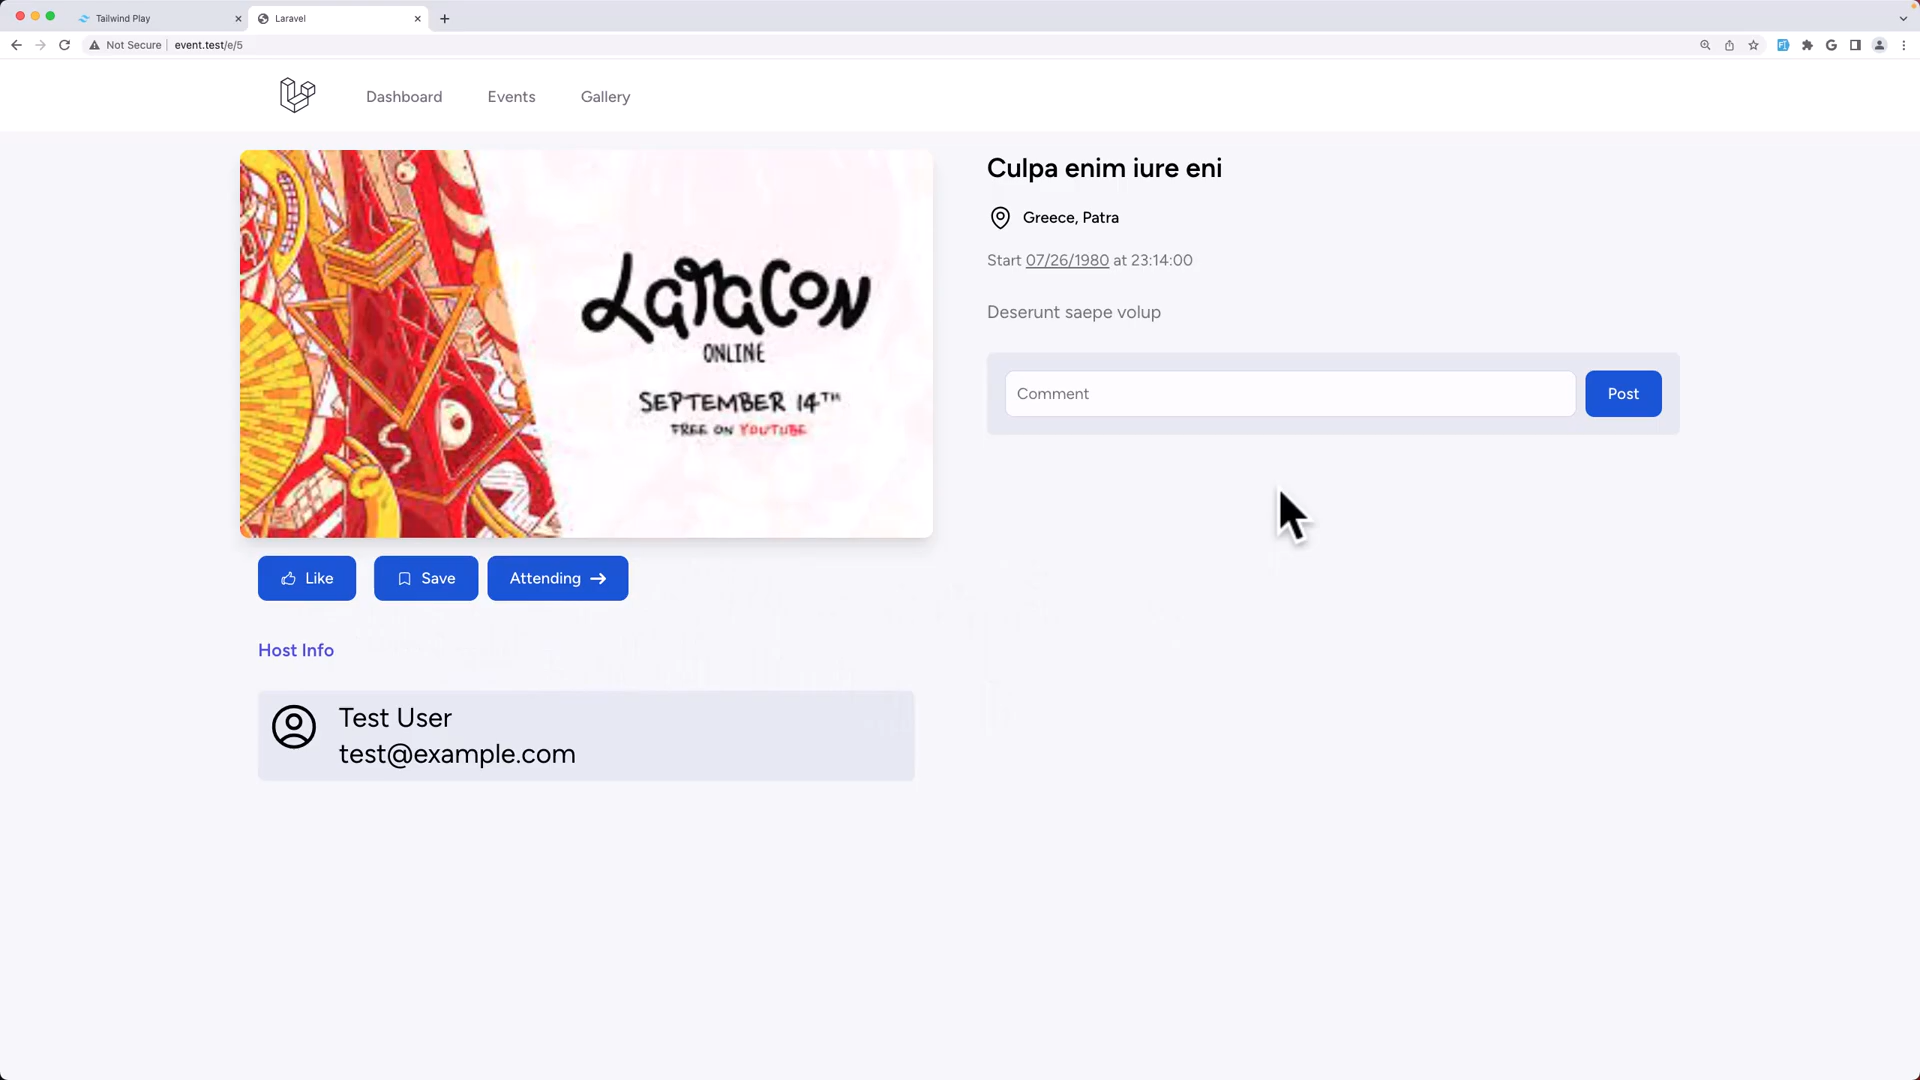 Tailwind Play
Laravel
Not Secure
event.test/e/5
Dashboard
Events
Gallery
LaraCon
ONLINE
SEPTEMBER 14TH
FREE ON YOUTUBE
Like
Save
Attending
Host Info
Test User
test@example.com
Culpa enim iure eni
Greece, Patra
Start 07/26/1980 at 23:14:00
Deserunt saepe volup
Comment
Post